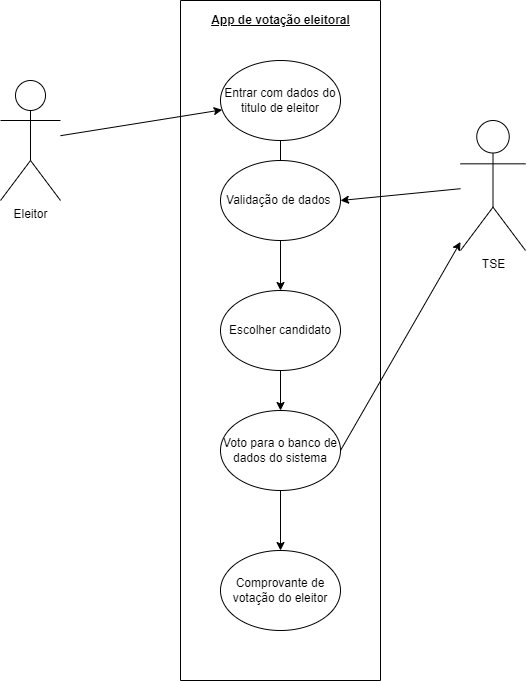 App de votação eleitoral
Entrar com dados do
titulo de eleitor
Eleitor
Validação de dados
TSE
Escolher candidato
Voto para o banco de
dados do sistema
Comprovante de
votação do eleitor